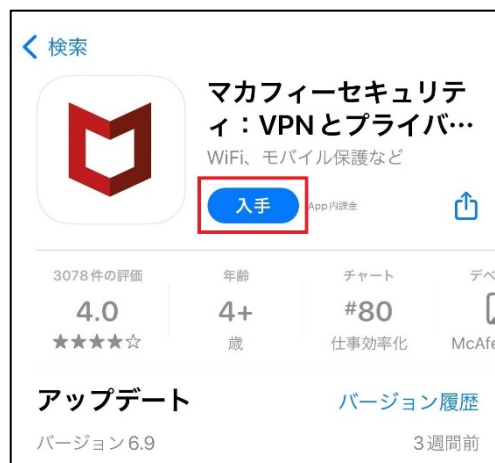 検索
マカフィーセキュリテ
ィ：VPNとプライバ…
WiFi、モバイル保護など
入手 App内課金
3078件の評価 年齢 チャート デベ
4.0 4+ #80
★★★★☆ 歳 仕事効率化 McAfe
アップデート バージョン履歴
バージョン 6.9 3週間前